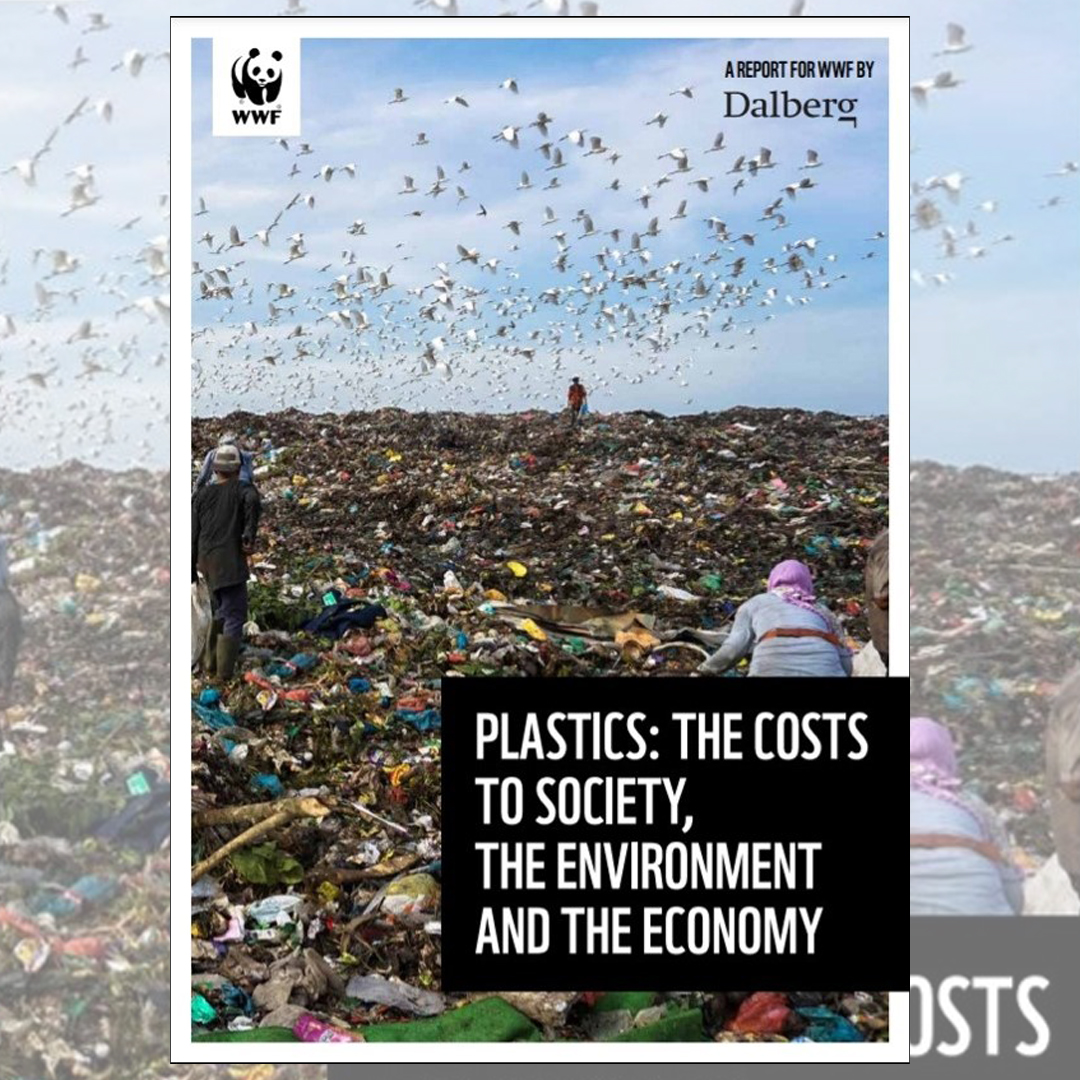 WWF
A REPORT FOR WWF BY
Dalberg
PLASTICS: THE COSTS
TO SOCIETY,
THE ENVIRONMENT
AND THE ECONOMY
OSTS